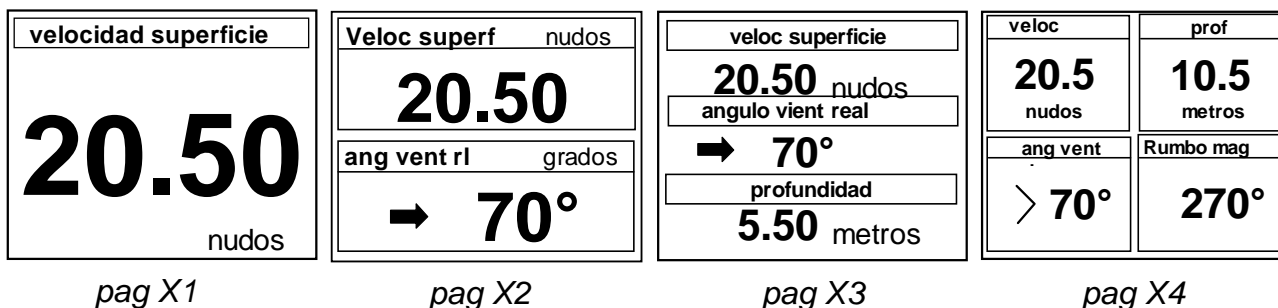 velocidad superficie
20.50
nudos
pag X1
Veloc superf nudos
20.50
ang vent rl grados
➡ 70°
pag X2
veloc superficie
20.50 nudos
angulo vient real
➡ 70°
profundidad
5.50 metros
pag X3
veloc
20.5
nudos
prof
10.5
metros
ang vent
70°
Rumbo mag
270°
pag X4